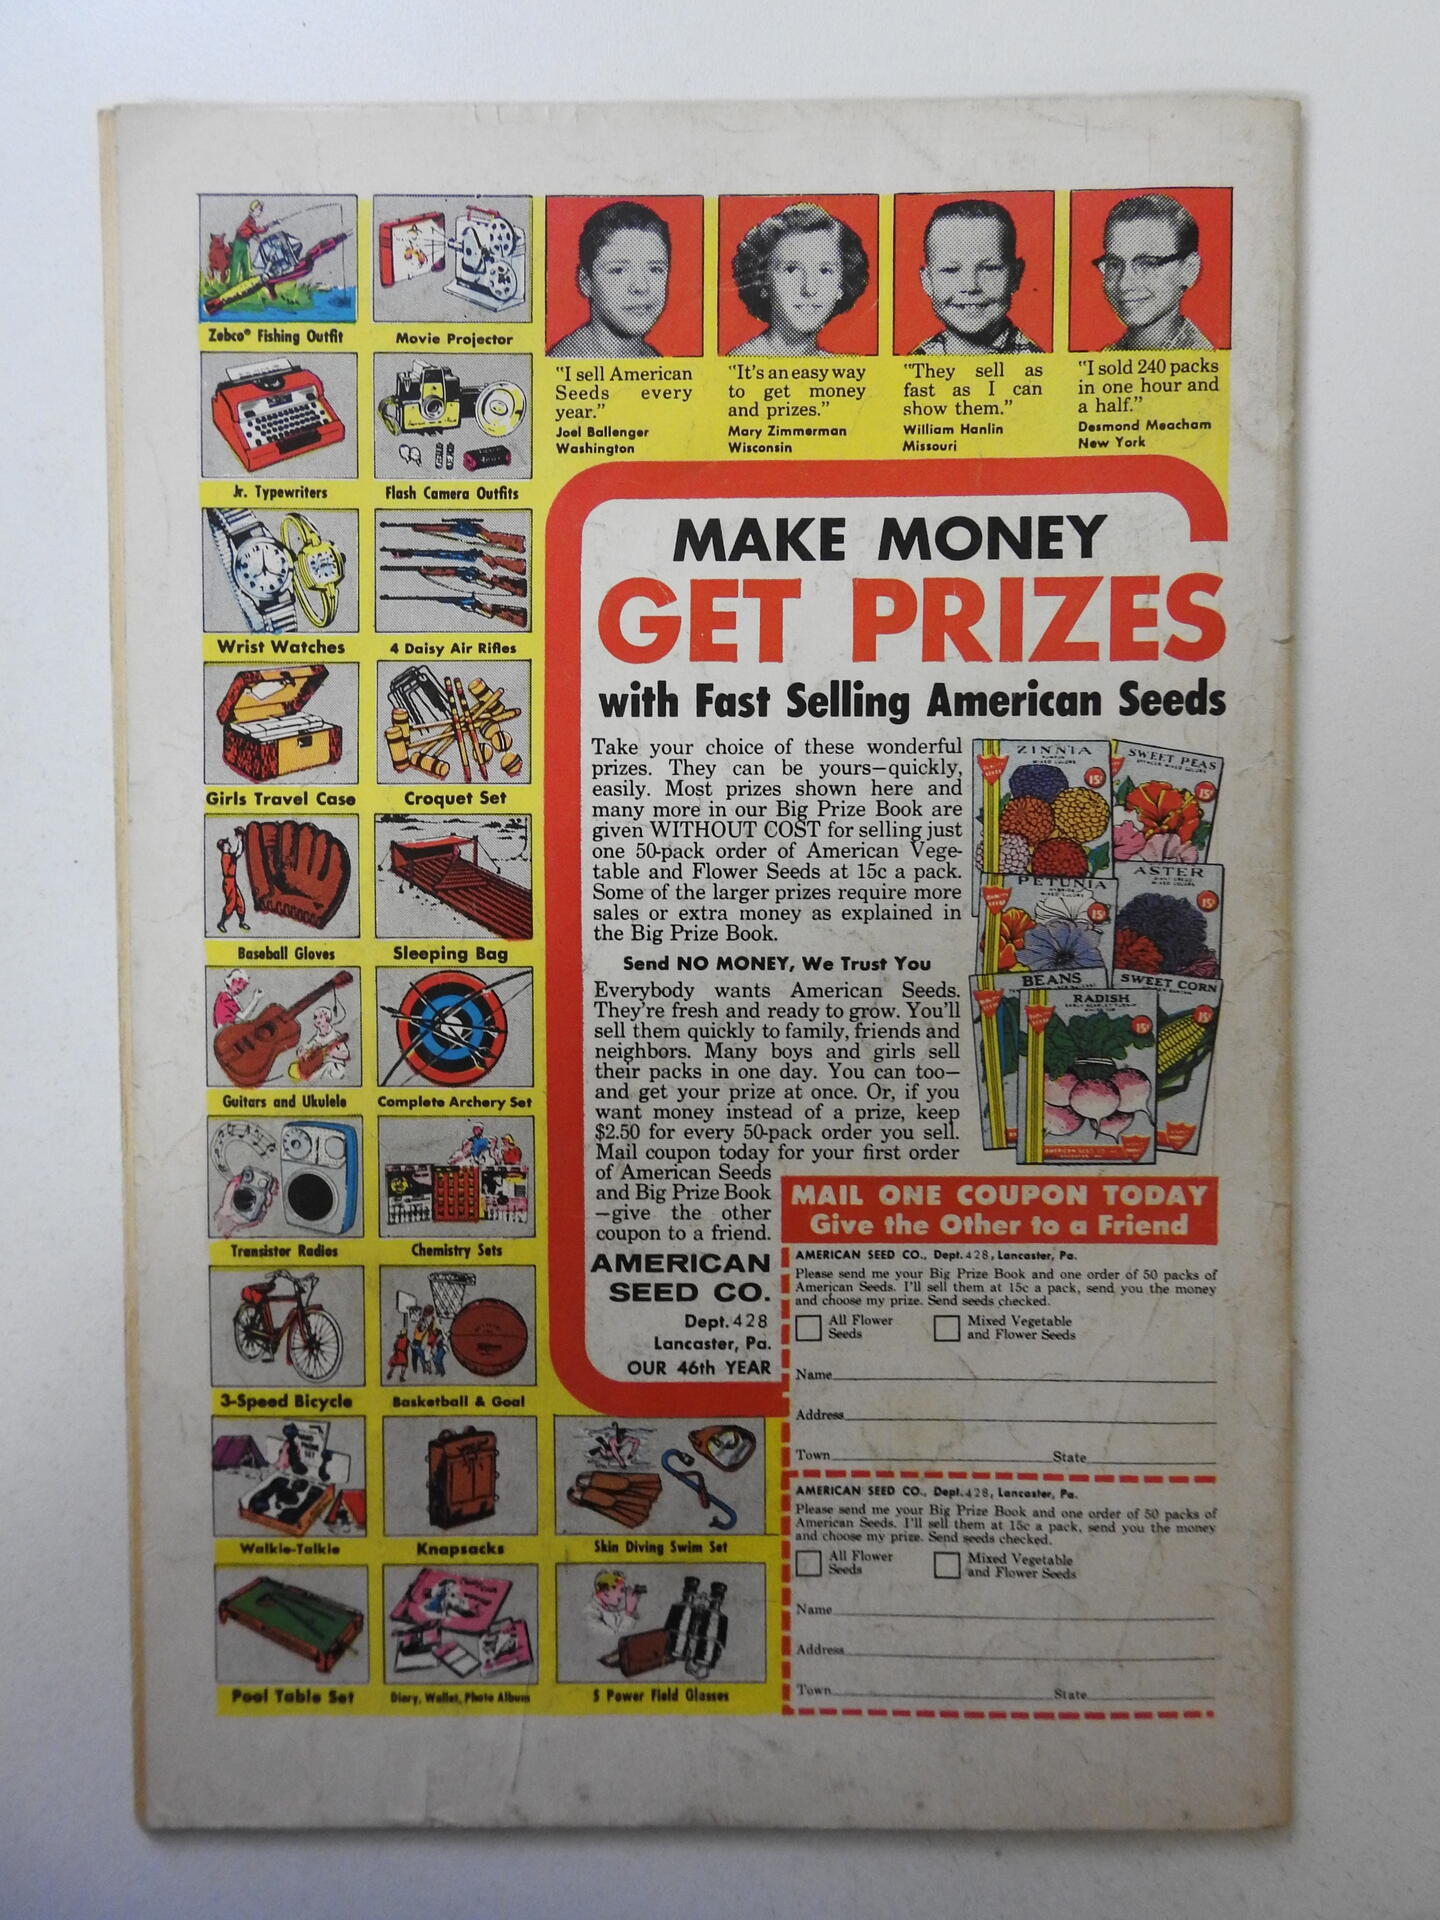 Zebco® Fishing Outfit
Movie Projector
Jr. Typewriters
Flash Camera Outfits
Wrist Watches
4 Daisy Air Rifles
Girls Travel Case
Croquet Set
Baseball Gloves
Sleeping Bag
Guitars and Ukulele
Complete Archery Set
Transistor Radios
Chemistry Sets
3-Speed Bicycle
Basketball & Goal
Walkie-Talkie
Knapsacks
Skin Diving Swim Set
Pool Table Set
Diary, Wallet, Photo Album
5 Power Field Glasses
"I sell American
Seeds every
year."
Joel Ballenger
Washington
"It's an easy way
to get money
and prizes."
Mary Zimmerman
Wisconsin
"They sell as
fast as I can
show them."
William Hanlin
Missouri
"I sold 240 packs
in one hour and
a half."
Desmond Meacham
New York
MAKE MONEY
GET PRIZES
with Fast Selling American Seeds
Take your choice of these wonderful
prizes. They can be yours—quickly,
easily. Most prizes shown here and
many more in our Big Prize Book are
given WITHOUT COST for selling just
one 50-pack order of American Vege-
table and Flower Seeds at 15c a pack.
Some of the larger prizes require more
sales or extra money as explained in
the Big Prize Book.
Send NO MONEY, We Trust You
Everybody wants American Seeds.
They're fresh and ready to grow. You'll
sell them quickly to family, friends and
neighbors. Many boys and girls sell
their packs in one day. You can too—
and get your prize at once. Or, if you
want money instead of a prize, keep
$2.50 for every 50-pack order you sell.
Mail coupon today for your first order
of American Seeds
and Big Prize Book
—give the other
coupon to a friend.
AMERICAN
SEED CO.
Dept. 428
Lancaster, Pa.
OUR 46th YEAR
ZINNIA
15¢
SWEET PEAS
15¢
PETUNIA
15¢
ASTER
15¢
BEANS
SWEET CORN
15¢
RADISH
15¢
MAIL ONE COUPON TODAY
Give the Other to a Friend
AMERICAN SEED CO., Dept. 428, Lancaster, Pa.
Please send me your Big Prize Book and one order of 50 packs of
American Seeds. I'll sell them at 15c a pack, send you the money
and choose my prize. Send seeds checked.
All Flower
Seeds
Mixed Vegetable
and Flower Seeds
Name
Address
Town State
AMERICAN SEED CO., Dept. 428, Lancaster, Pa.
Please send me your Big Prize Book and one order of 50 packs of
American Seeds. I'll sell them at 15c a pack, send you the money
and choose my prize. Send seeds checked.
All Flower
Seeds
Mixed Vegetable
and Flower Seeds
Name
Address
Town State